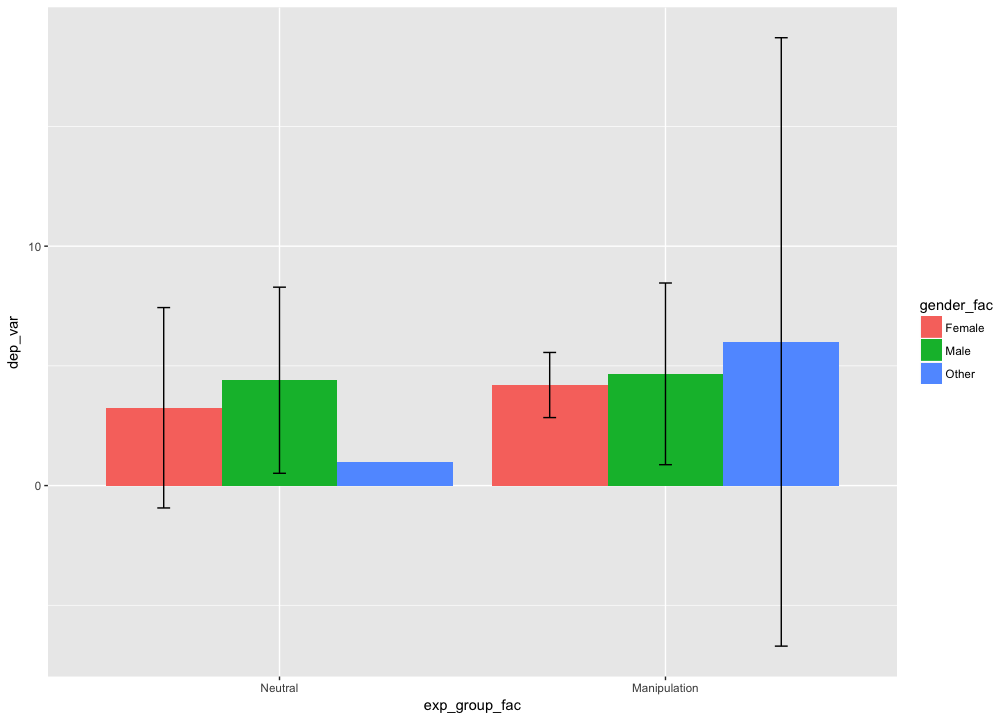 10
0
dep_var
Neutral
Manipulation
exp_group_fac
gender_fac
Female
Male
Other